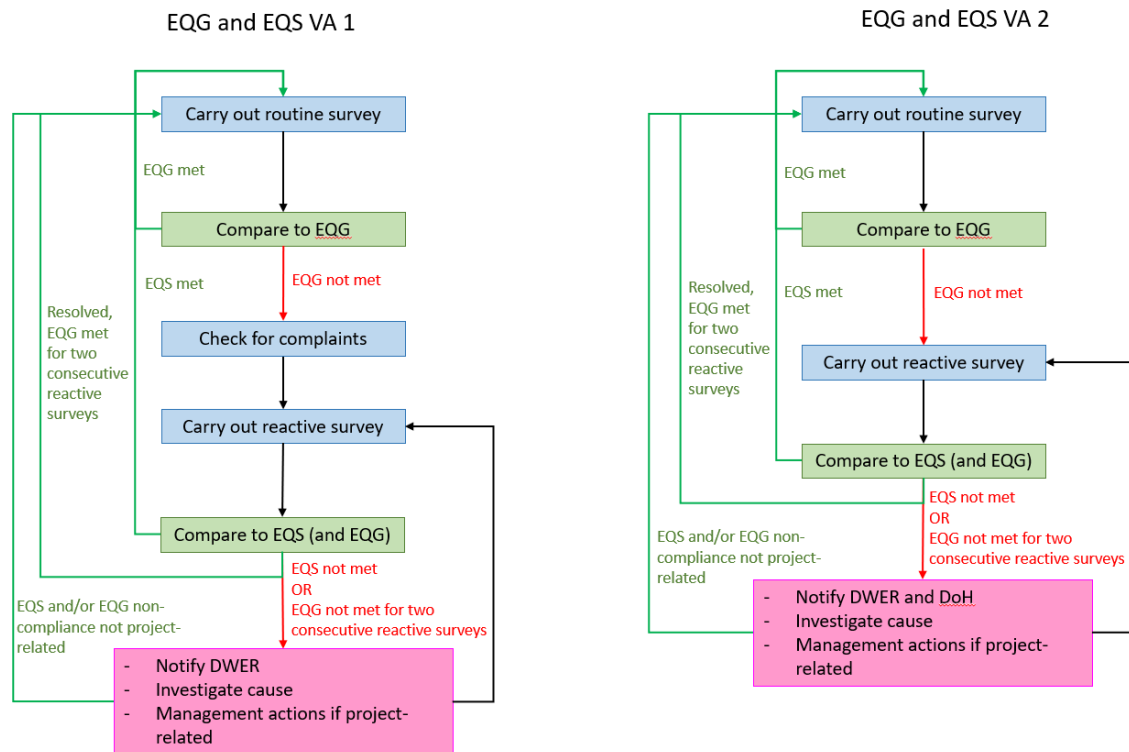 EQG and EQS VA 1
Carry out routine survey
EQG met
Compare to EQG
EQS met
EQG not met
Resolved,
EQG met
for two
consecutive
reactive
surveys
Check for complaints
Carry out reactive survey
Compare to EQS (and EQG)
EQS not met
OR
EQG not met for two
consecutive reactive surveys
EQS and/or EQG non-
compliance not project-
related
- Notify DWER
- Investigate cause
- Management actions if project-
related
EQG and EQS VA 2
Carry out routine survey
EQG met
Compare to EQG
EQS met
EQG not met
Resolved,
EQG met
for two
consecutive
reactive
surveys
Carry out reactive survey
Compare to EQS (and EQG)
EQS not met
OR
EQG not met for two
consecutive reactive surveys
EQS and/or EQG non-
compliance not project-
related
- Notify DWER and DoH
- Investigate cause
- Management actions if project-
related